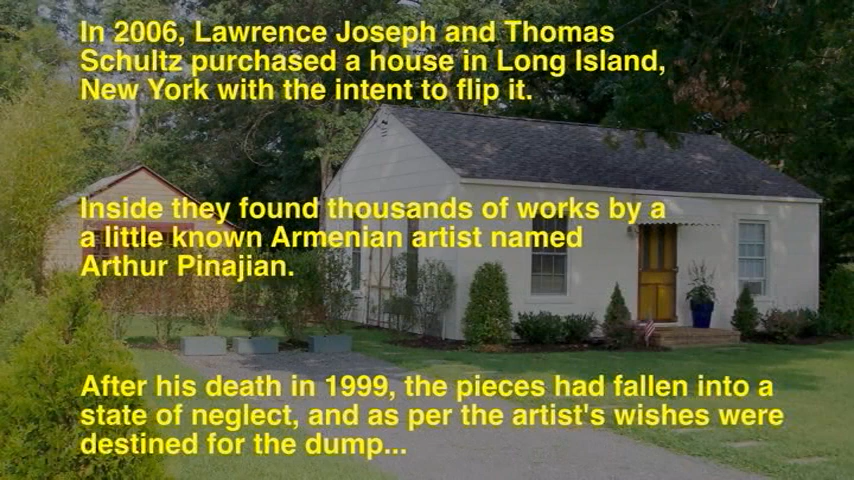 In 2006, Lawrence Joseph and Thomas
Schultz purchased a house in Long Island,
New York with the intent to flip it.
Inside they found thousands of works by a
a little known Armenian artist named
Arthur Pinajian.
After his death in 1999, the pieces had fallen into a
state of neglect, and as per the artist's wishes were
destined for the dump...